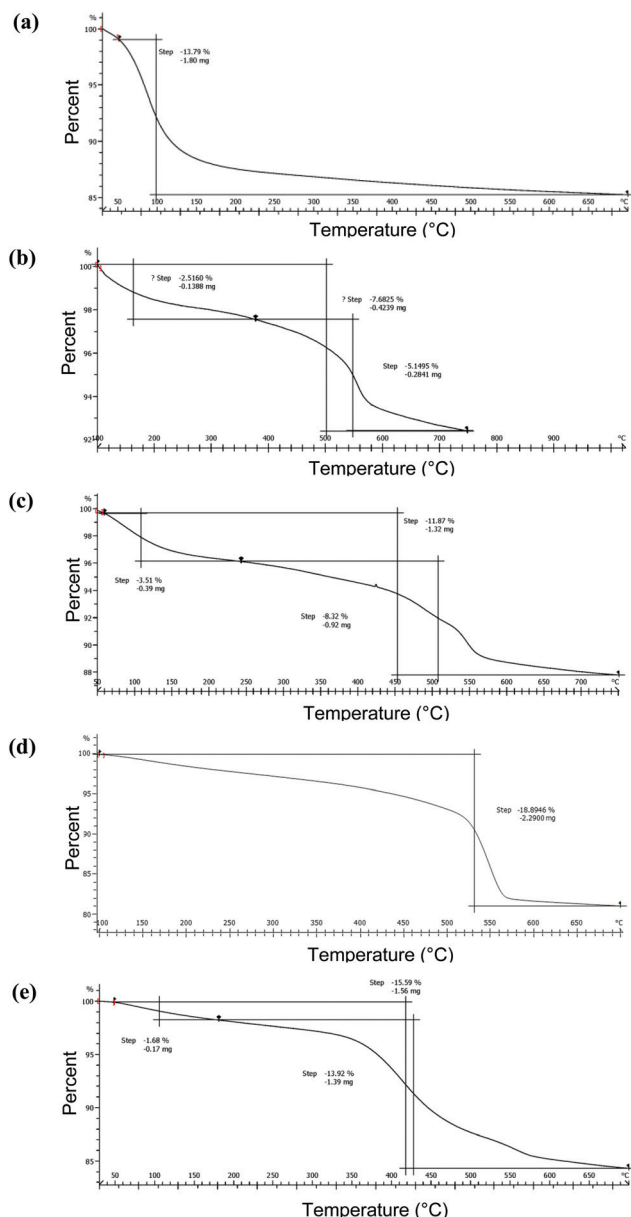 (a)
%
100
Step -13.79 %
-1.80 mg
95
90
85
Percent
50 100 150 200 250 300 350 400 450 500 550 600 650 °C
Temperature (°C)
(b)
%
100
? Step -2.5160 %
-0.1388 mg
? Step -7.6825 %
-0.4239 mg
98
96
Step -5.1495 %
-0.2841 mg
94
92
Percent
100 200 300 400 500 600 700 800 900 °C
Temperature (°C)
(c)
%
100
Step -11.87 %
-1.32 mg
98
96
Step -3.51 %
-0.39 mg
94
Step -8.32 %
-0.92 mg
92
90
88
Percent
50 100 150 200 250 300 350 400 450 500 550 600 650 700 °C
Temperature (°C)
(d)
%
100
95
Step -18.8946 %
-2.2900 mg
90
85
80
Percent
100 150 200 250 300 350 400 450 500 550 600 650 °C
Temperature (°C)
(e)
%
Step -15.59 %
-1.56 mg
100
Step -1.68 %
-0.17 mg
95
Step -13.92 %
-1.39 mg
90
85
Percent
50 100 150 200 250 300 350 400 450 500 550 600 650 °C
Temperature (°C)